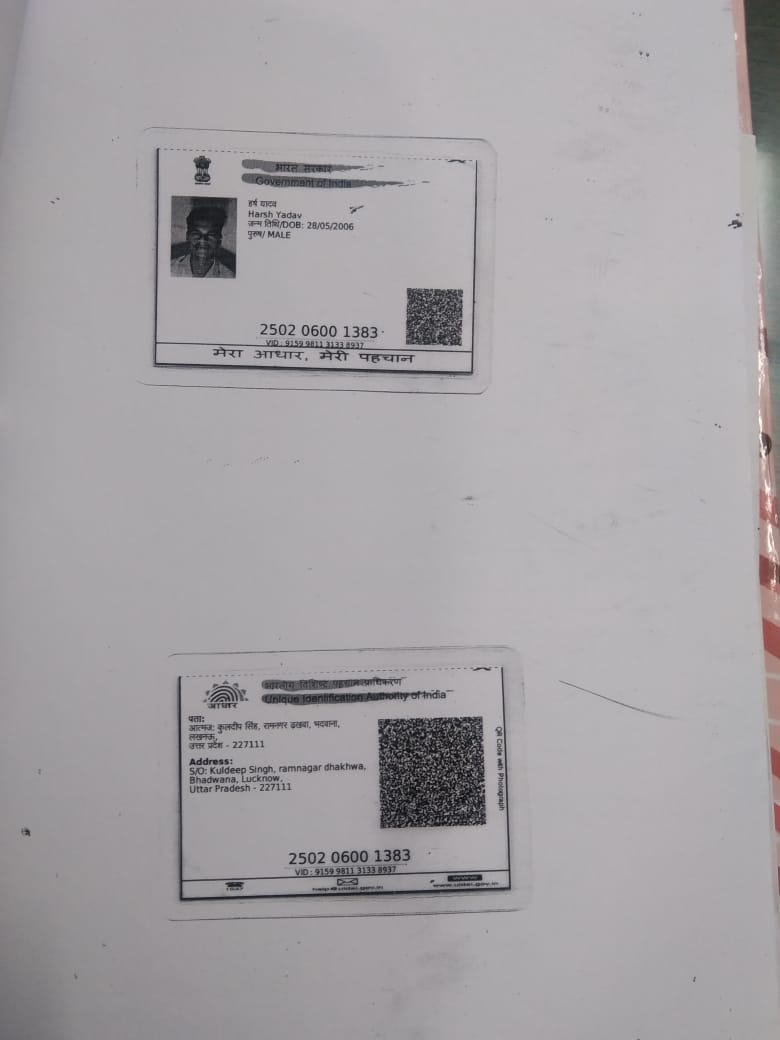 भारत सरकार
Government of India
हर्ष यादव
Harsh Yadav
जन्म तिथि/DOB: 28/05/2006
पुरुष/ MALE
2502 0600 1383
VID : 9159 9811 3133 8937
मेरा आधार, मेरी पहचान
भारतीय विशिष्ट पहचान प्राधिकरण
Unique Identification Authority of India
आधार
पता:
आत्मज: कुलदीप सिंह, रामनगर ढखवा, भदवाना,
लखनऊ,
उत्तर प्रदेश - 227111
Address:
S/O: Kuldeep Singh, ramnagar dhakhwa,
Bhadwana, Lucknow,
Uttar Pradesh - 227111
QR Code with Photograph
2502 0600 1383
VID : 9159 9811 3133 8937
1947
help@uidai.gov.in
www
www.uidai.gov.in